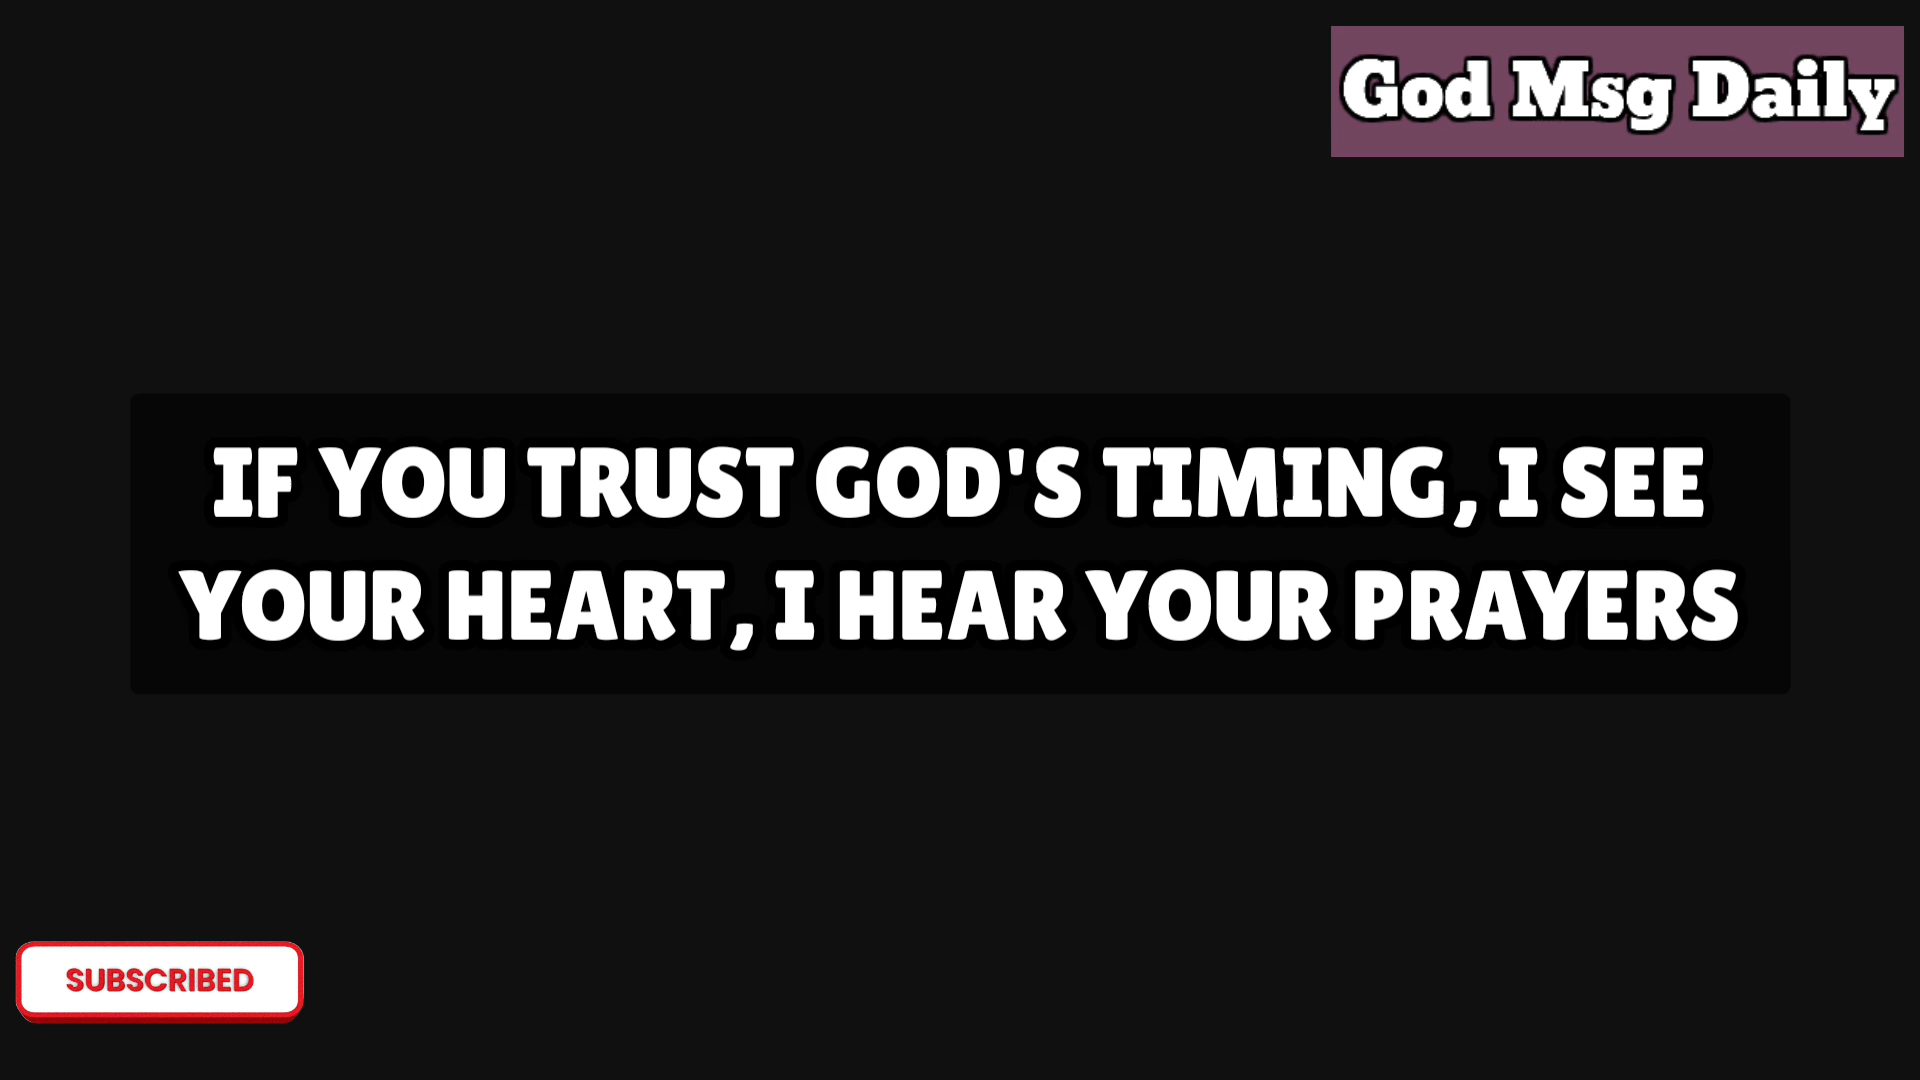 God Msg Daily
IF YOU TRUST GOD'S TIMING, I SEE
YOUR HEART, I HEAR YOUR PRAYERS
SUBSCRIBED